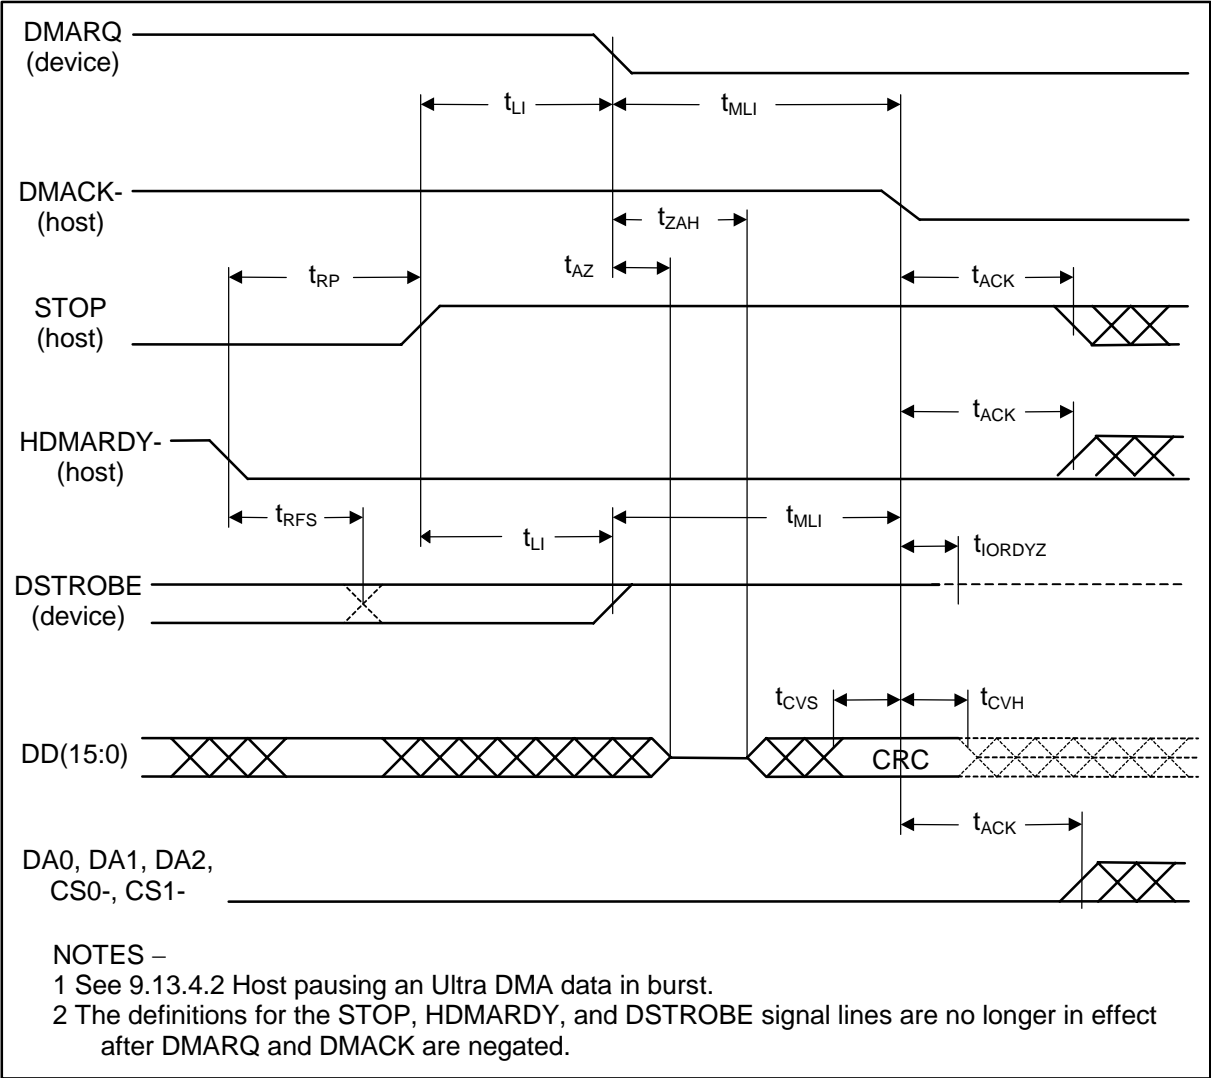 DMARQ
(device)
tLI
tMLI
DMACK-
(host)
tZAH
tAZ
tRP
tACK
STOP
(host)
tACK
HDMARDY-
(host)
tRFS
tLI
tMLI
tIORDYZ
DSTROBE
(device)
tCVS
tCVH
DD(15:0)
CRC
tACK
DA0, DA1, DA2,
CS0-, CS1-
NOTES –
1 See 9.13.4.2 Host pausing an Ultra DMA data in burst.
2 The definitions for the STOP, HDMARDY, and DSTROBE signal lines are no longer in effect
after DMARQ and DMACK are negated.